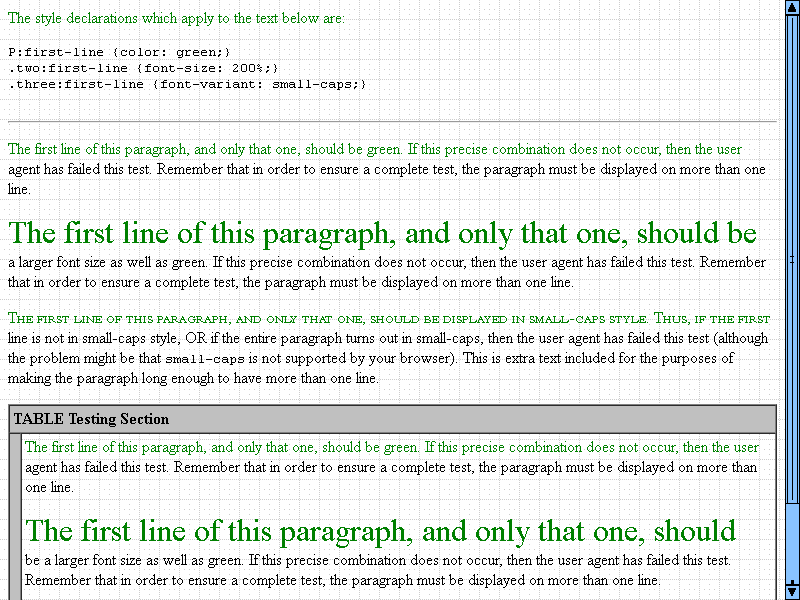 The style declarations which apply to the text below are:
P:first-line {color: green;}
.two:first-line {font-size: 200%;}
.three:first-line {font-variant: small-caps;}
The first line of this paragraph, and only that one, should be green. If this precise combination does not occur, then the user
agent has failed this test. Remember that in order to ensure a complete test, the paragraph must be displayed on more than one
line.
The first line of this paragraph, and only that one, should be
a larger font size as well as green. If this precise combination does not occur, then the user agent has failed this test. Remember
that in order to ensure a complete test, the paragraph must be displayed on more than one line.
The first line of this paragraph, and only that one, should be displayed in small-caps style. Thus, if the first
line is not in small-caps style, OR if the entire paragraph turns out in small-caps, then the user agent has failed this test (although
the problem might be that small-caps is not supported by your browser). This is extra text included for the purposes of
making the paragraph long enough to have more than one line.
TABLE Testing Section
The first line of this paragraph, and only that one, should be green. If this precise combination does not occur, then the user
agent has failed this test. Remember that in order to ensure a complete test, the paragraph must be displayed on more than
one line.
The first line of this paragraph, and only that one, should
be a larger font size as well as green. If this precise combination does not occur, then the user agent has failed this test.
Remember that in order to ensure a complete test, the paragraph must be displayed on more than one line.